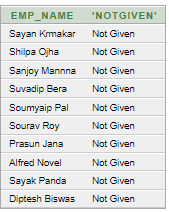 EMP_NAME 'NOTGIVEN'
Sayan Krmakar Not Given
Shilpa Ojha Not Given
Sanjoy Mannna Not Given
Suvadip Bera Not Given
Soumyaip Pal Not Given
Sourav Roy Not Given
Prasun Jana Not Given
Alfred Novel Not Given
Sayak Panda Not Given
Diptesh Biswas Not Given